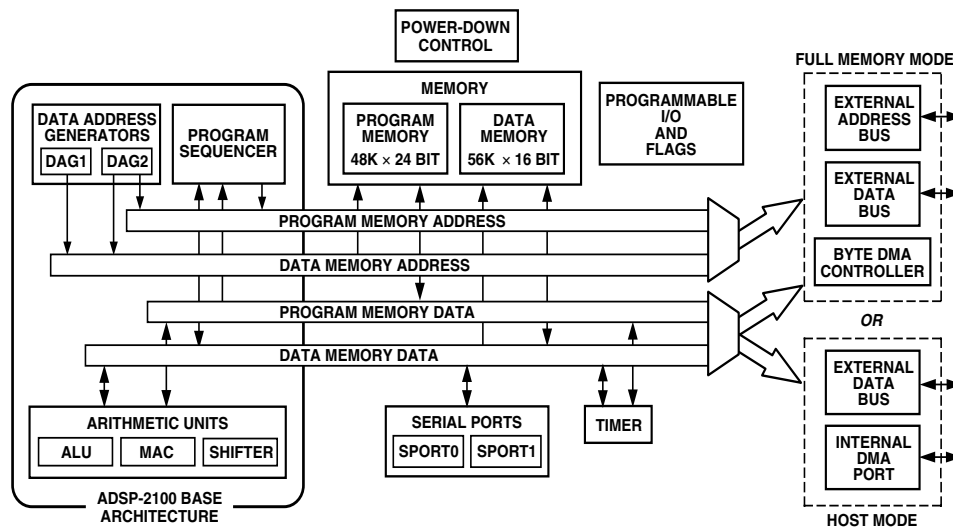 POWER-DOWN
CONTROL
FULL MEMORY MODE
MEMORY
PROGRAM
MEMORY
48K × 24 BIT
DATA
MEMORY
56K × 16 BIT
PROGRAMMABLE
I/O
AND
FLAGS
DATA ADDRESS
GENERATORS
DAG1
DAG2
PROGRAM
SEQUENCER
EXTERNAL
ADDRESS
BUS
EXTERNAL
DATA
BUS
BYTE DMA
CONTROLLER
PROGRAM MEMORY ADDRESS
DATA MEMORY ADDRESS
PROGRAM MEMORY DATA
DATA MEMORY DATA
OR
EXTERNAL
DATA
BUS
INTERNAL
DMA
PORT
HOST MODE
ARITHMETIC UNITS
ALU
MAC
SHIFTER
SERIAL PORTS
SPORT0
SPORT1
TIMER
ADSP-2100 BASE
ARCHITECTURE